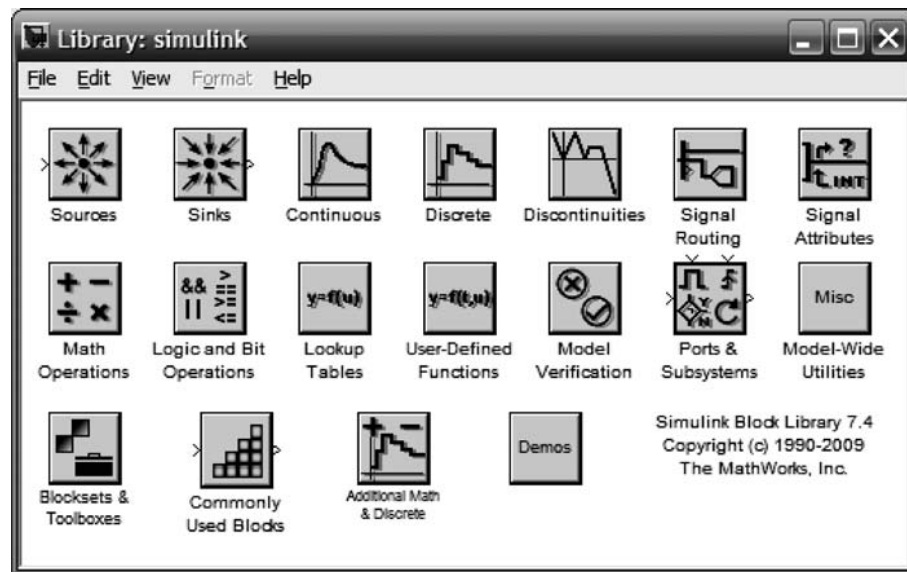 Library: simulink
File Edit View Format Help
Sources Sinks Continuous Discrete Discontinuities Signal Signal
Routing Attributes
? INT
&& > >= == <= || y=f(u) y=f(t,u) Y N Misc
Math Logic and Bit Lookup User-Defined Model Ports & Model-Wide
Operations Operations Tables Functions Verification Subsystems Utilities
Demos
Simulink Block Library 7.4
Copyright (c) 1990-2009
The MathWorks, Inc.
Blocksets &
Toolboxes
Commonly
Used Blocks
Additional Math
& Discrete